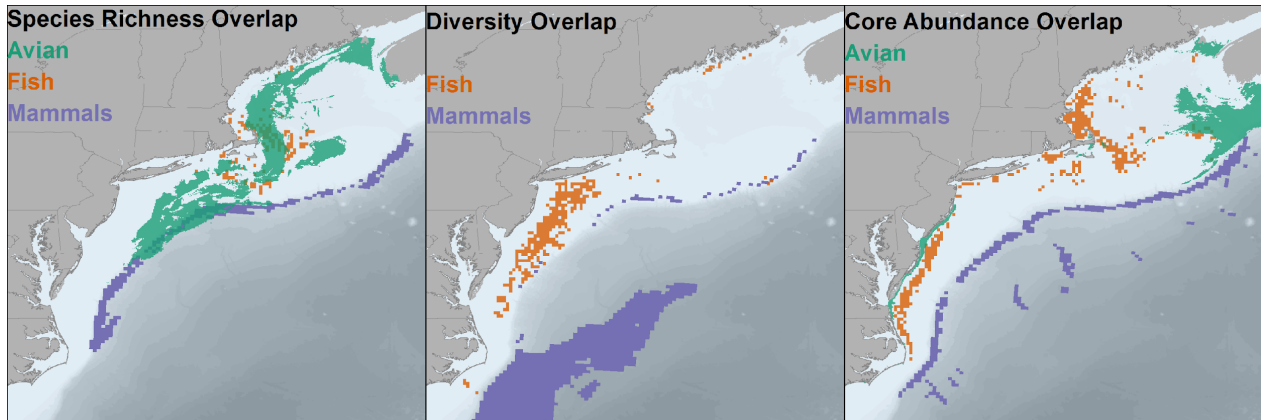 Species Richness Overlap
Avian
Fish
Mammals
Diversity Overlap
Fish
Mammals
Core Abundance Overlap
Avian
Fish
Mammals